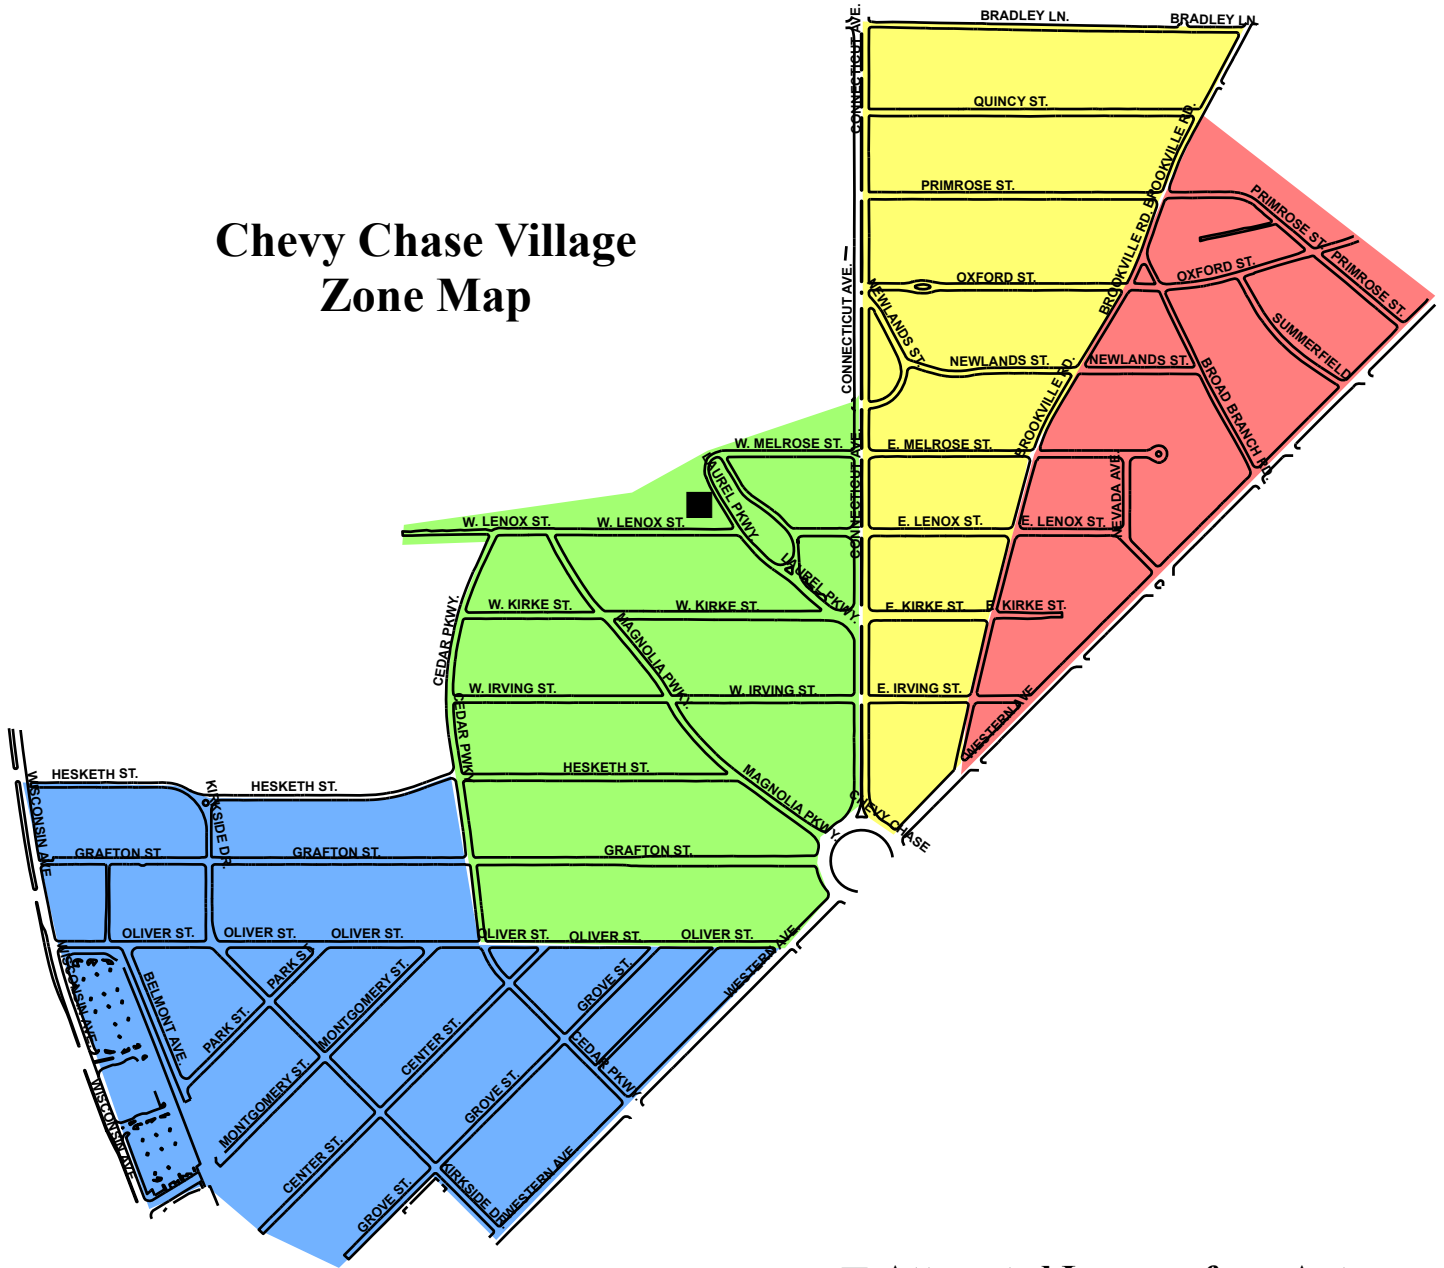 BRADLEY LN.
BRADLEY LN.
CONNECTICUT AVE.
QUINCY ST.
BROOKVILLE RD.
PRIMROSE ST.
PRIMROSE ST.
Chevy Chase Village
Zone Map
BROOKVILLE RD.
CONNECTICUT AVE.
NEWLANDS ST.
OXFORD ST.
OXFORD ST.
PRIMROSE ST.
SUMMERFIELD
NEWLANDS ST.
NEWLANDS ST.
BROOKVILLE RD.
BROAD BRANCH RD.
W. MELROSE ST.
CONNECTICUT AVE.
E. MELROSE ST.
LAUREL PKWY
NEVADA AVE.
W. LENOX ST.
W. LENOX ST.
E. LENOX ST.
E. LENOX ST.
LAUREL PKWY.
CEDAR PKWY.
W. KIRKE ST.
W. KIRKE ST.
E. KIRKE ST.
E. KIRKE ST.
MAGNOLIA PWKY.
W. IRVING ST.
W. IRVING ST.
E. IRVING ST.
WESTERN AVE
CEDAR PKWY.
HESKETH ST.
HESKETH ST.
HESKETH ST.
MAGNOLIA PKWY.
CHEVY CHASE
WISCONSIN AVE
KIRKSIDE DR.
GRAFTON ST.
GRAFTON ST.
GRAFTON ST.
OLIVER ST.
OLIVER ST.
OLIVER ST.
OLIVER ST.
OLIVER ST.
OLIVER ST.
WESTERN AVE.
WISCONSIN AVE.
BELMONT AVE.
PARK ST.
PARK ST.
MONTGOMERY ST.
MONTGOMERY ST.
CENTER ST.
CENTER ST.
GROVE ST.
GROVE ST.
GROVE ST.
CEDAR PKWY.
WISCONSIN AVE
KIRKSIDE DR.
WESTERN AVE